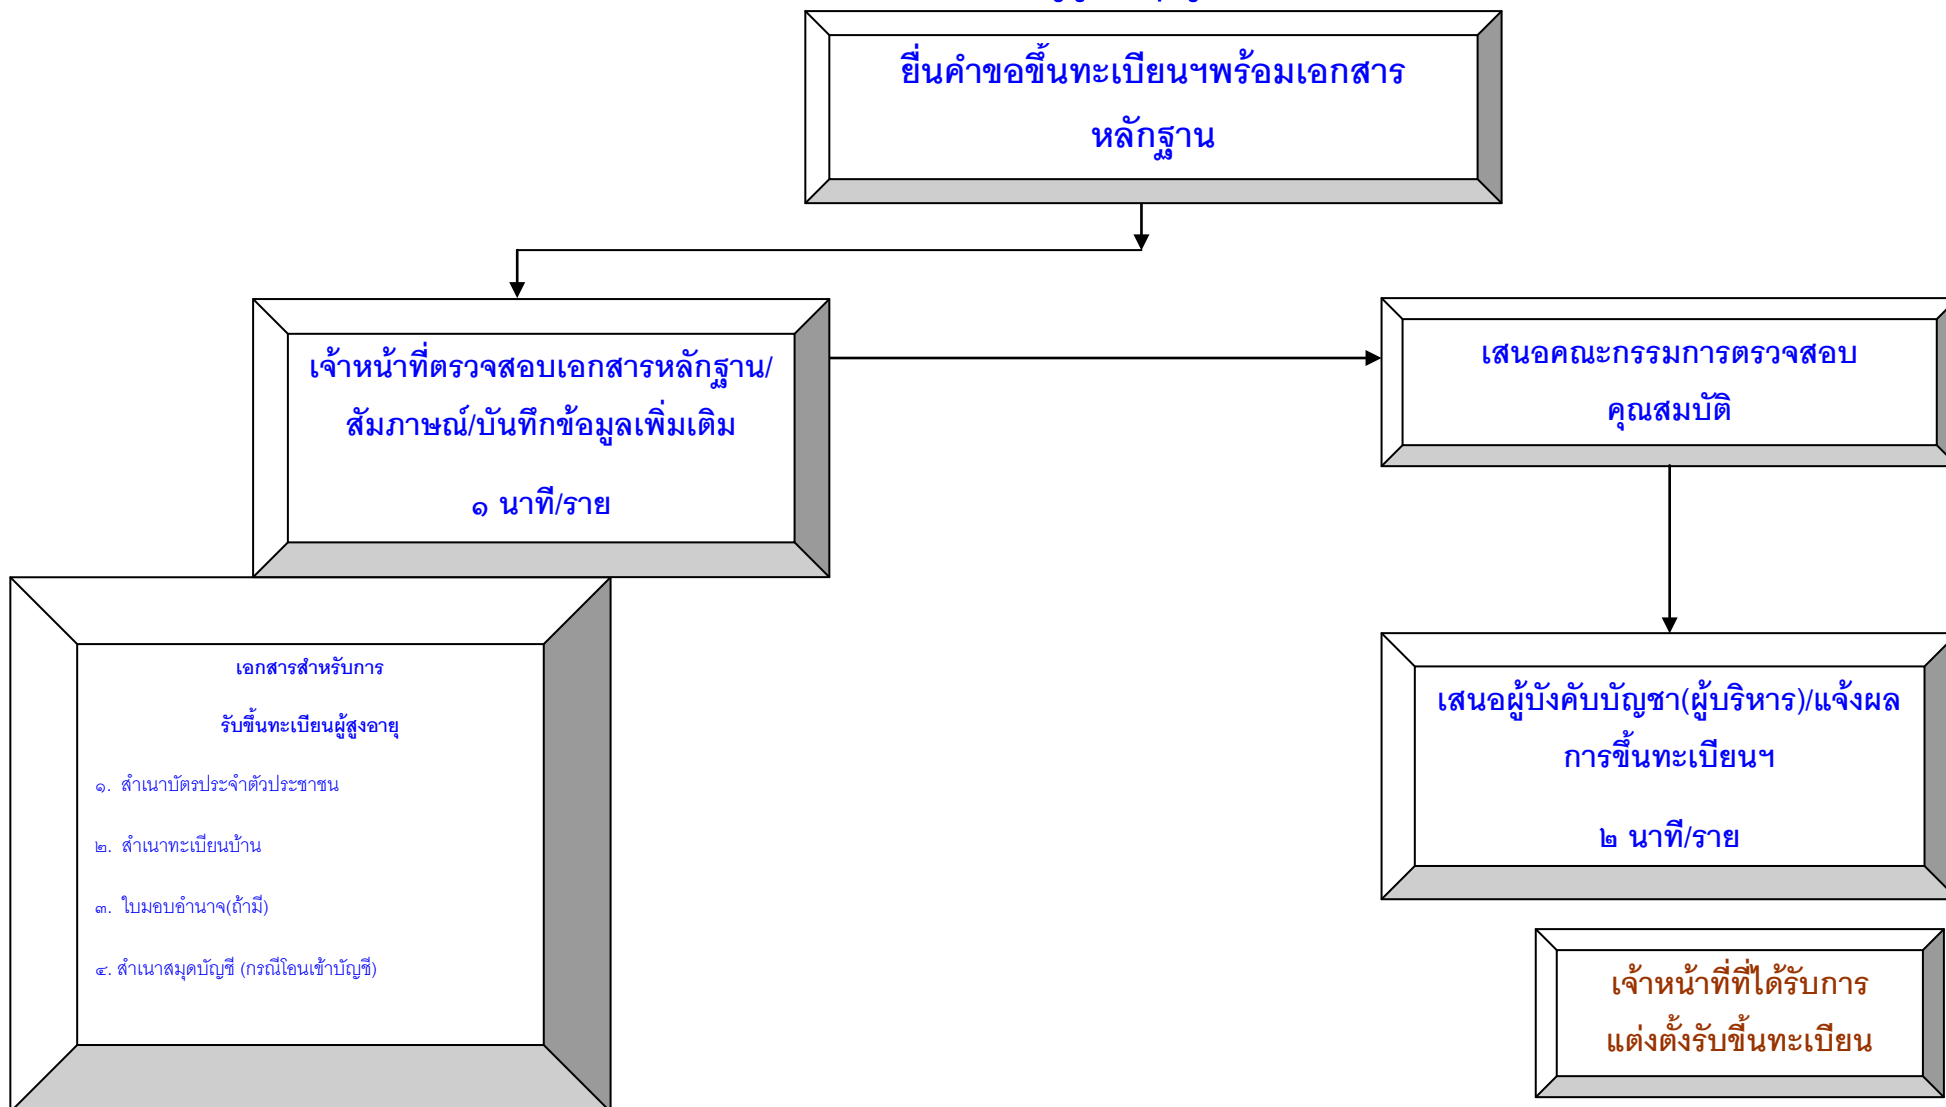 ยื่นคำขอขึ้นทะเบียนฯพร้อมเอกสาร
หลักฐาน
เจ้าหน้าที่ตรวจสอบเอกสารหลักฐาน/
สัมภาษณ์/บันทึกข้อมูลเพิ่มเติม
๑ นาที/ราย
เสนอคณะกรรมการตรวจสอบ
คุณสมบัติ
เสนอผู้บังคับบัญชา(ผู้บริหาร)/แจ้งผล
การขึ้นทะเบียนฯ
๒ นาที/ราย
เอกสารสำหรับการ
รับขึ้นทะเบียนผู้สูงอายุ
๑. สำเนาบัตรประจำตัวประชาชน
๒. สำเนาทะเบียนบ้าน
๓. ใบมอบอำนาจ(ถ้ามี)
๔. สำเนาสมุดบัญชี (กรณีโอนเข้าบัญชี)
เจ้าหน้าที่ที่ได้รับการ
แต่งตั้งรับขึ้นทะเบียน